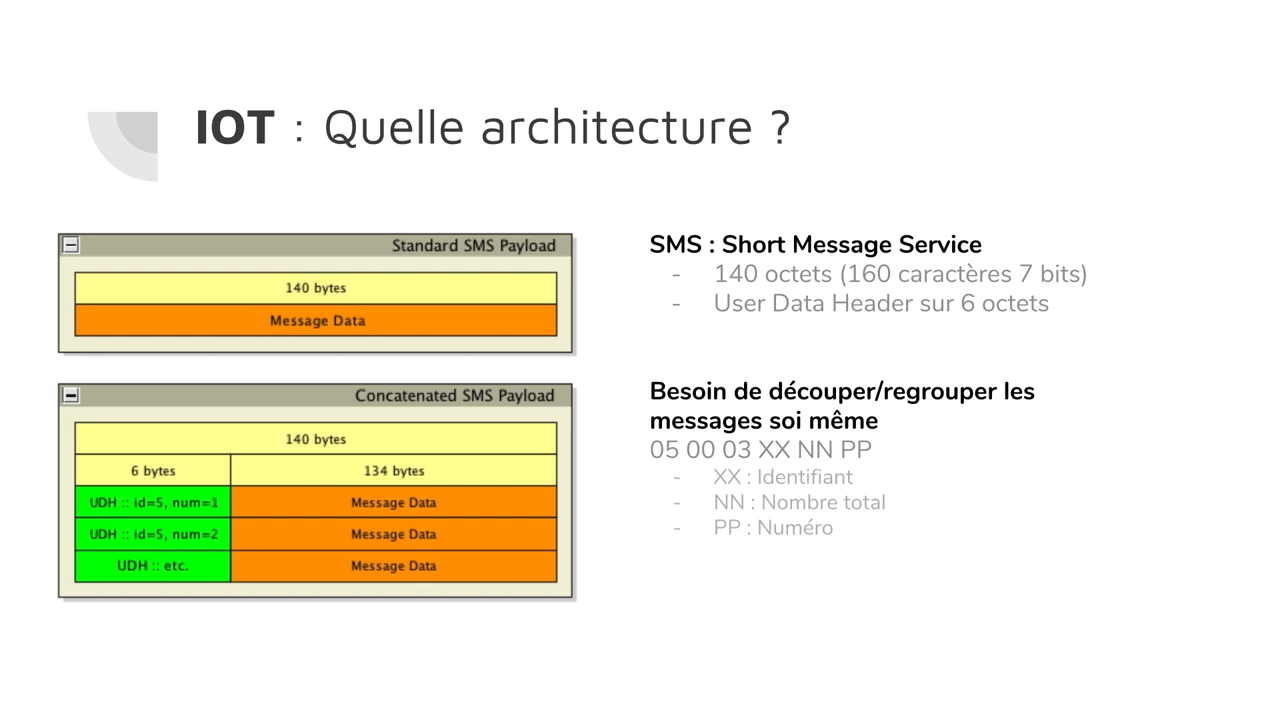 IOT : Quelle architecture ?
Standard SMS Payload
140 bytes
Message Data
Concatenated SMS Payload
140 bytes
6 bytes 134 bytes
UDH :: id=5, num=1 Message Data
UDH :: id=5, num=2 Message Data
UDH :: etc. Message Data
SMS : Short Message Service
- 140 octets (160 caractères 7 bits)
- User Data Header sur 6 octets
Besoin de découper/regrouper les
messages soi même
05 00 03 XX NN PP
- XX : Identifiant
- NN : Nombre total
- PP : Numéro